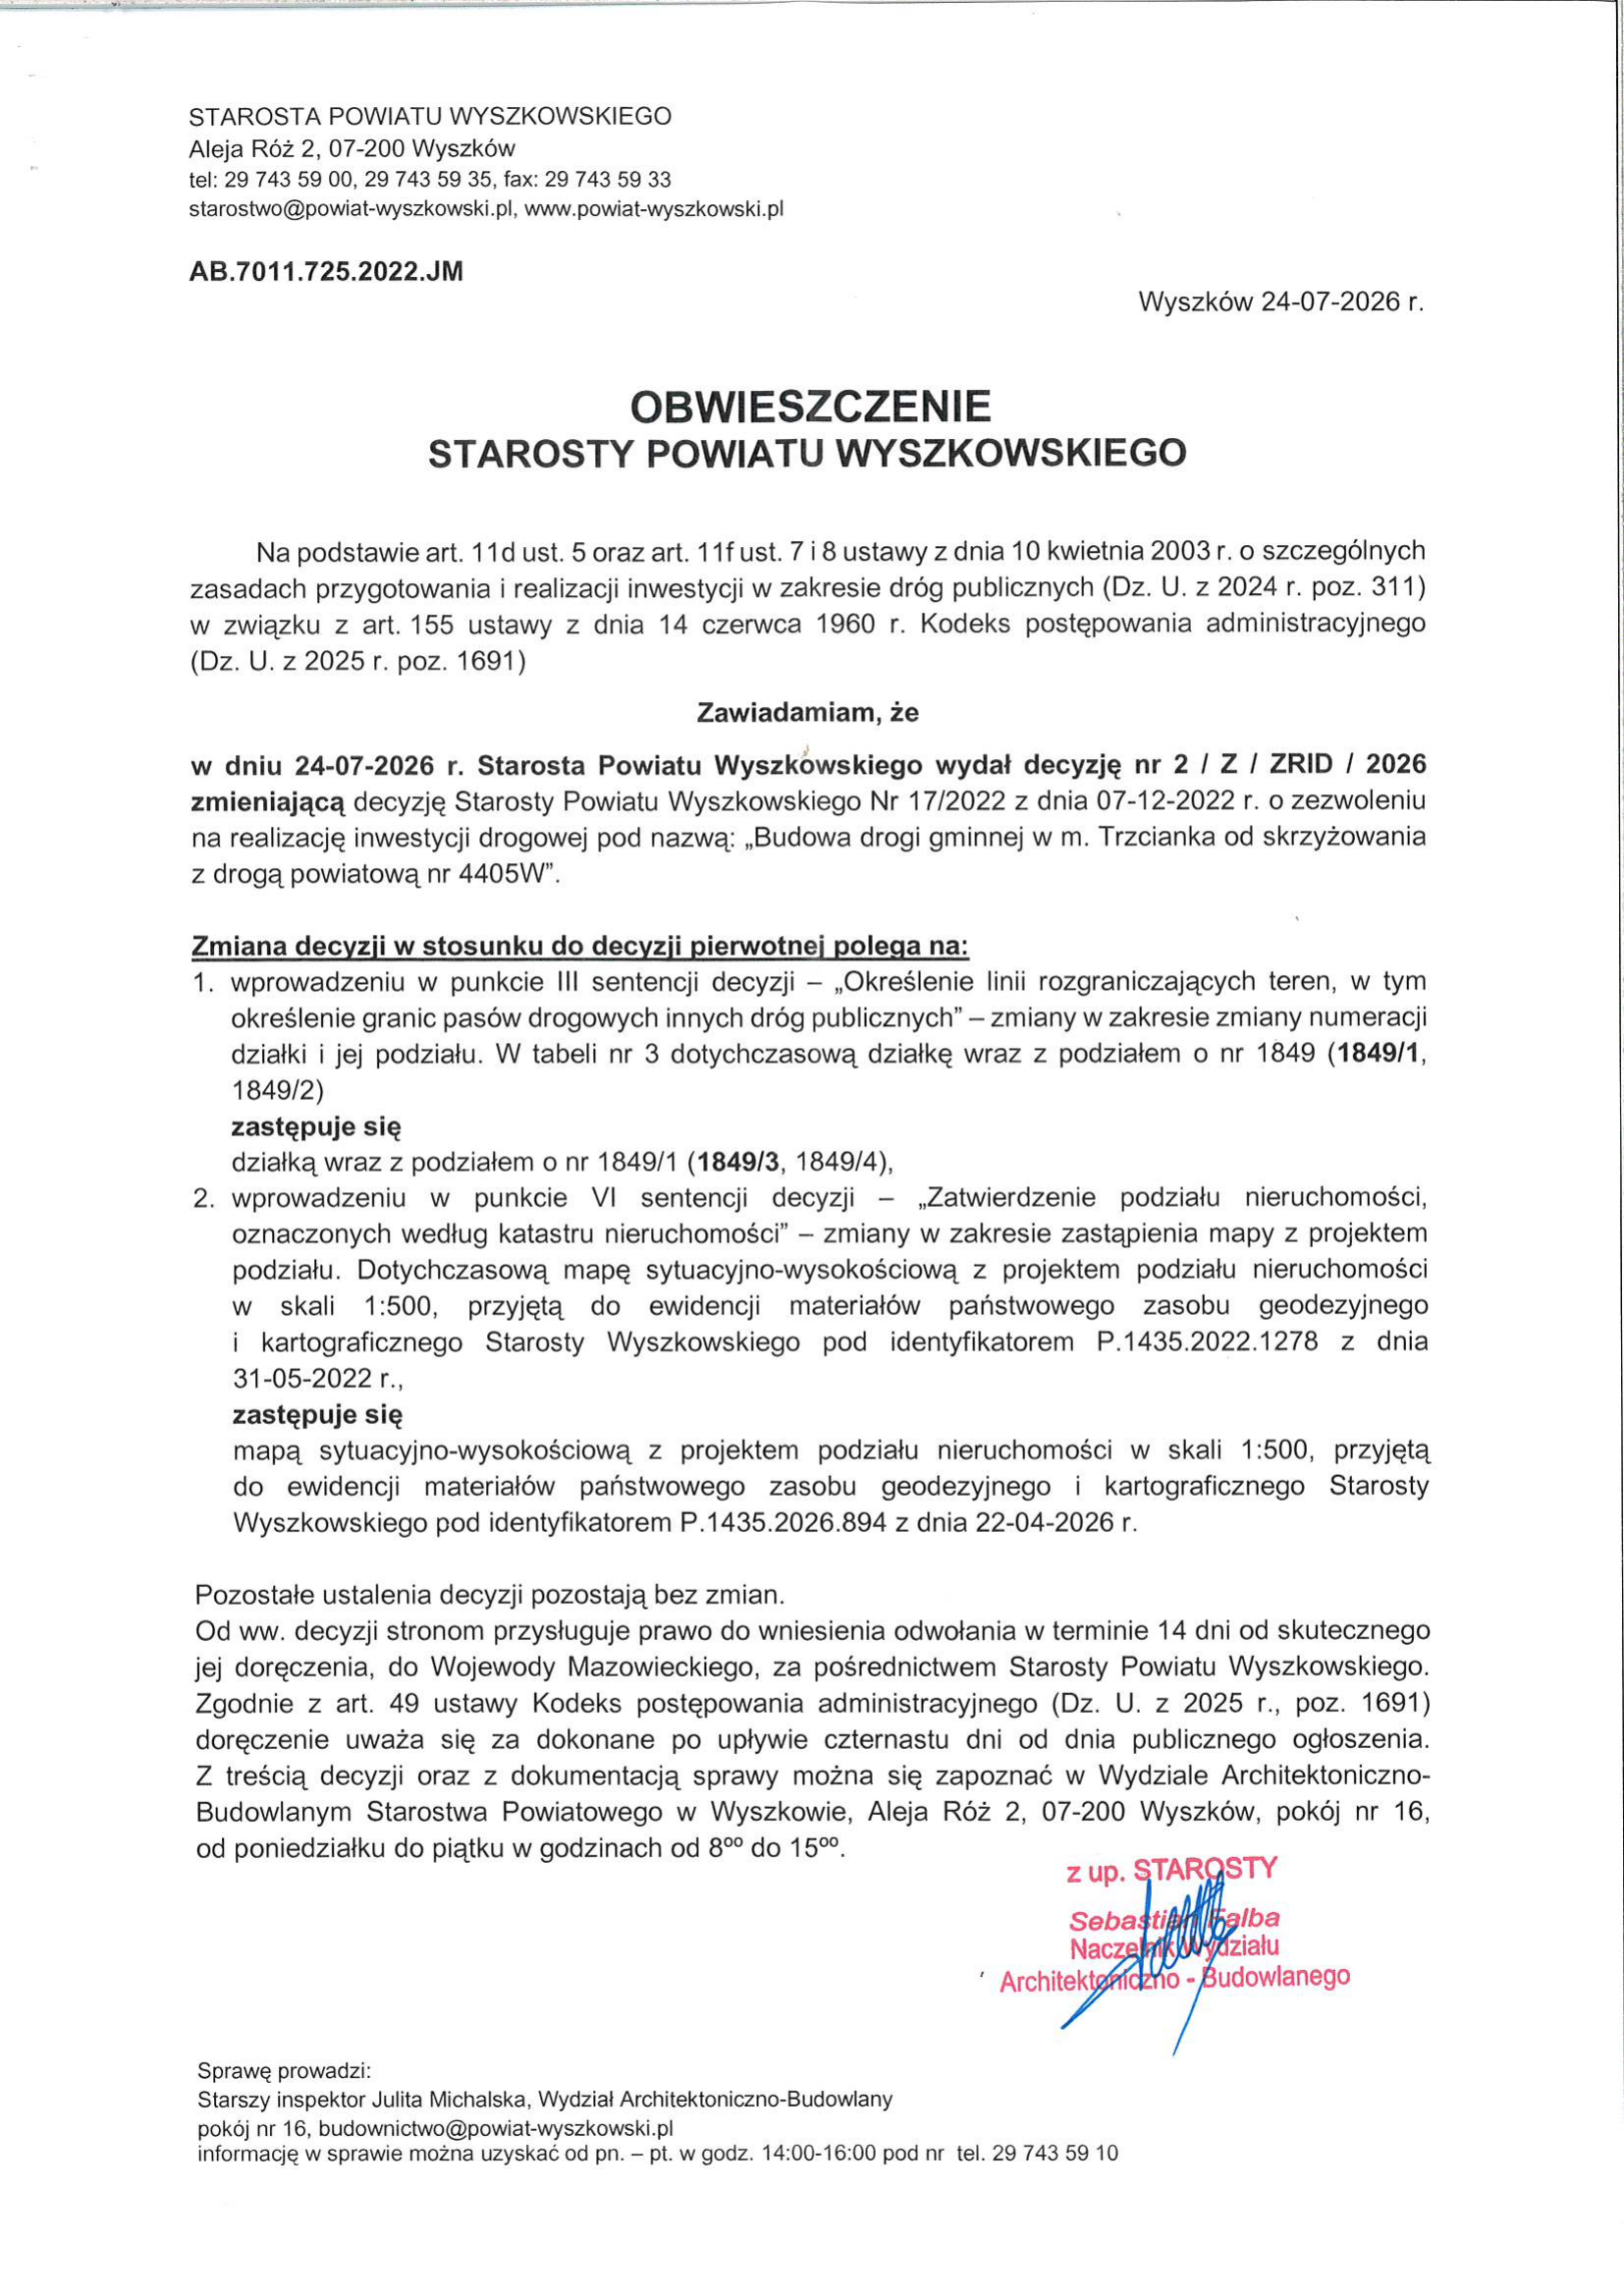 STAROSTA POWIATU WYSZKOWSKIEGO
Aleja Róż 2, 07-200 Wyszków
tel: 29 743 59 00, 29 743 59 35, fax: 29 743 59 33
starostwo@powiat-wyszkowski.pl, www.powiat-wyszkowski.pl
AB.7011.725.2022.JM
Wyszków 24-07-2026 r.
OBWIESZCZENIE
STAROSTY POWIATU WYSZKOWSKIEGO
Na podstawie art. 11d ust. 5 oraz art. 11f ust. 7 i 8 ustawy z dnia 10 kwietnia 2003 r. o szczególnych
zasadach przygotowania i realizacji inwestycji w zakresie dróg publicznych (Dz. U. z 2024 r. poz. 311)
w związku z art. 155 ustawy z dnia 14 czerwca 1960 r. Kodeks postępowania administracyjnego
(Dz. U. z 2025 r. poz. 1691)
Zawiadamiam, że
w dniu 24-07-2026 r. Starosta Powiatu Wyszkowskiego wydał decyzję nr 2 / Z / ZRID / 2026
zmieniającą decyzję Starosty Powiatu Wyszkowskiego Nr 17/2022 z dnia 07-12-2022 r. o zezwoleniu
na realizację inwestycji drogowej pod nazwą: „Budowa drogi gminnej w m. Trzcianka od skrzyżowania
z drogą powiatową nr 4405W”.
Zmiana decyzji w stosunku do decyzji pierwotnej polega na:
1. wprowadzeniu w punkcie III sentencji decyzji – „Określenie linii rozgraniczających teren, w tym
określenie granic pasów drogowych innych dróg publicznych” – zmiany w zakresie zmiany numeracji
działki i jej podziału. W tabeli nr 3 dotychczasową działkę wraz z podziałem o nr 1849 (1849/1,
1849/2)
zastępuje się
działką wraz z podziałem o nr 1849/1 (1849/3, 1849/4),
2. wprowadzeniu w punkcie VI sentencji decyzji – „Zatwierdzenie podziału nieruchomości,
oznaczonych według katastru nieruchomości” – zmiany w zakresie zastąpienia mapy z projektem
podziału. Dotychczasową mapę sytuacyjno-wysokościową z projektem podziału nieruchomości
w skali 1:500, przyjętą do ewidencji materiałów państwowego zasobu geodezyjnego
i kartograficznego Starosty Wyszkowskiego pod identyfikatorem P.1435.2022.1278 z dnia
31-05-2022 r.,
zastępuje się
mapą sytuacyjno-wysokościową z projektem podziału nieruchomości w skali 1:500, przyjętą
do ewidencji materiałów państwowego zasobu geodezyjnego i kartograficznego Starosty
Wyszkowskiego pod identyfikatorem P.1435.2026.894 z dnia 22-04-2026 r.
Pozostałe ustalenia decyzji pozostają bez zmian.
Od ww. decyzji stronom przysługuje prawo do wniesienia odwołania w terminie 14 dni od skutecznego
jej doręczenia, do Wojewody Mazowieckiego, za pośrednictwem Starosty Powiatu Wyszkowskiego.
Zgodnie z art. 49 ustawy Kodeks postępowania administracyjnego (Dz. U. z 2025 r., poz. 1691)
doręczenie uważa się za dokonane po upływie czternastu dni od dnia publicznego ogłoszenia.
Z treścią decyzji oraz z dokumentacją sprawy można się zapoznać w Wydziale Architektoniczno-
Budowlanym Starostwa Powiatowego w Wyszkowie, Aleja Róż 2, 07-200 Wyszków, pokój nr 16,
od poniedziałku do piątku w godzinach od 8ºº do 15ºº.
z up. STAROSTY
Sebastian Falba
Naczelnik Wydziału
Architektoniczno - Budowlanego
Sprawę prowadzi:
Starszy inspektor Julita Michalska, Wydział Architektoniczno-Budowlany
pokój nr 16, budownictwo@powiat-wyszkowski.pl
informację w sprawie można uzyskać od pn. – pt. w godz. 14:00-16:00 pod nr tel. 29 743 59 10